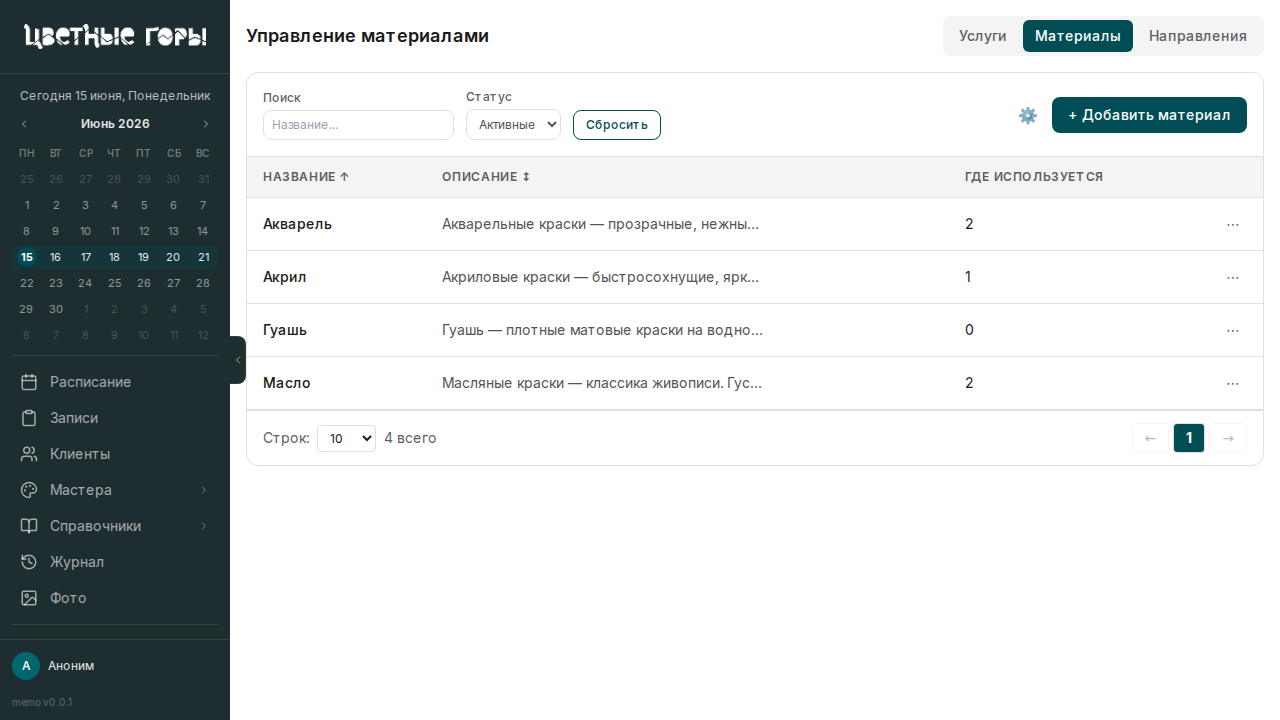 Цветные горы
Сегодня 15 июня, Понедельник
‹ Июнь 2026 ›
ПН ВТ СР ЧТ ПТ СБ ВС
25 26 27 28 29 30 31
1 2 3 4 5 6 7
8 9 10 11 12 13 14
15 16 17 18 19 20 21
22 23 24 25 26 27 28
29 30 1 2 3 4 5
6 7 8 9 10 11 12
Расписание
Записи
Клиенты
Мастера ›
Справочники ›
Журнал
Фото
А Аноним
memo v0.0.1
Управление материалами
Услуги Материалы Направления
Поиск Статус
Название... Активные Сбросить
+ Добавить материал
НАЗВАНИЕ ↑ ОПИСАНИЕ ↕ ГДЕ ИСПОЛЬЗУЕТСЯ
Акварель Акварельные краски — прозрачные, нежны... 2 ...
Акрил Акриловые краски — быстросохнущие, ярк... 1 ...
Гуашь Гуашь — плотные матовые краски на водно... 0 ...
Масло Масляные краски — классика живописи. Гус... 2 ...
Строк: 10 4 всего ← 1 →